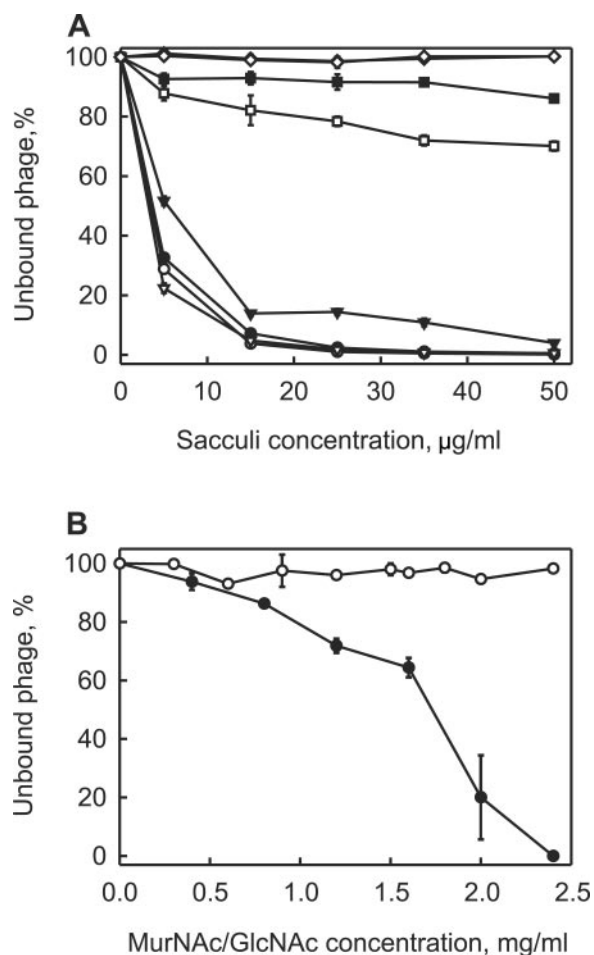 A
100
80
60
40
20
0
Unbound phage,%
0 10 20 30 40 50
Sacculi concentration, µg/ml
B
100
80
60
40
20
0
Unbound phage, %
0.0 0.5 1.0 1.5 2.0 2.5
MurNAc/GlcNAc concentration, mg/ml